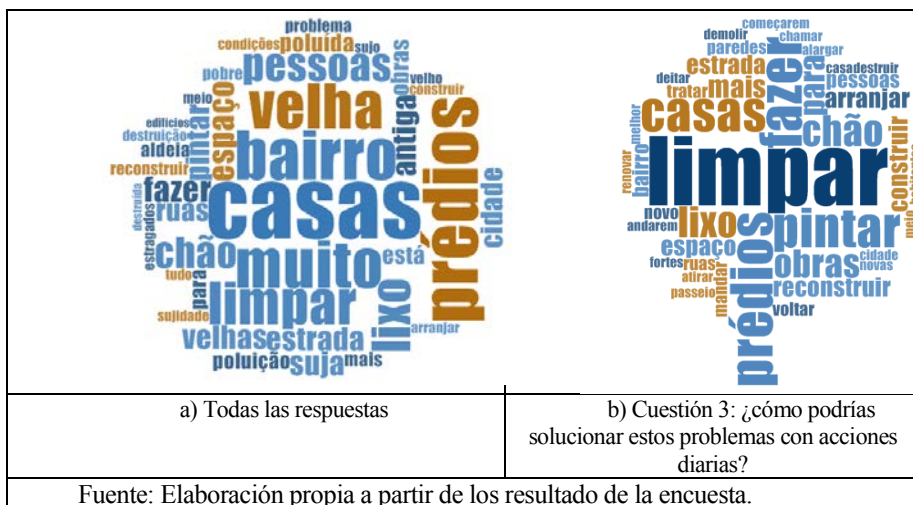 problema
condições poluída sujo
pobre pessoas obras velho
construir
meio espaço velha
edifícios
destruição pintar bairro antiga prédios
aldeia
reconstruir
fazer casas cidade
destruída ruas
estragados chão muito está
tudo para
sujidade limpar lixo
arranjar
velhas estrada
poluição suja mais
começarem
demolir chamar
paredes alargar
estrada fazer para
deitar casadestruir
tratar mais pessoas
casas arranjar
melhor chão
renovar bairro limpar construir
novo lixo pintar
andarem
espaço prédios obras cidade
fortes ruas novas
atirar mandar reconstruir
passeio
voltar
meio
a) Todas las respuestas
b) Cuestión 3: ¿cómo podrías
solucionar estos problemas con acciones
diarias?
Fuente: Elaboración propia a partir de los resultado de la encuesta.